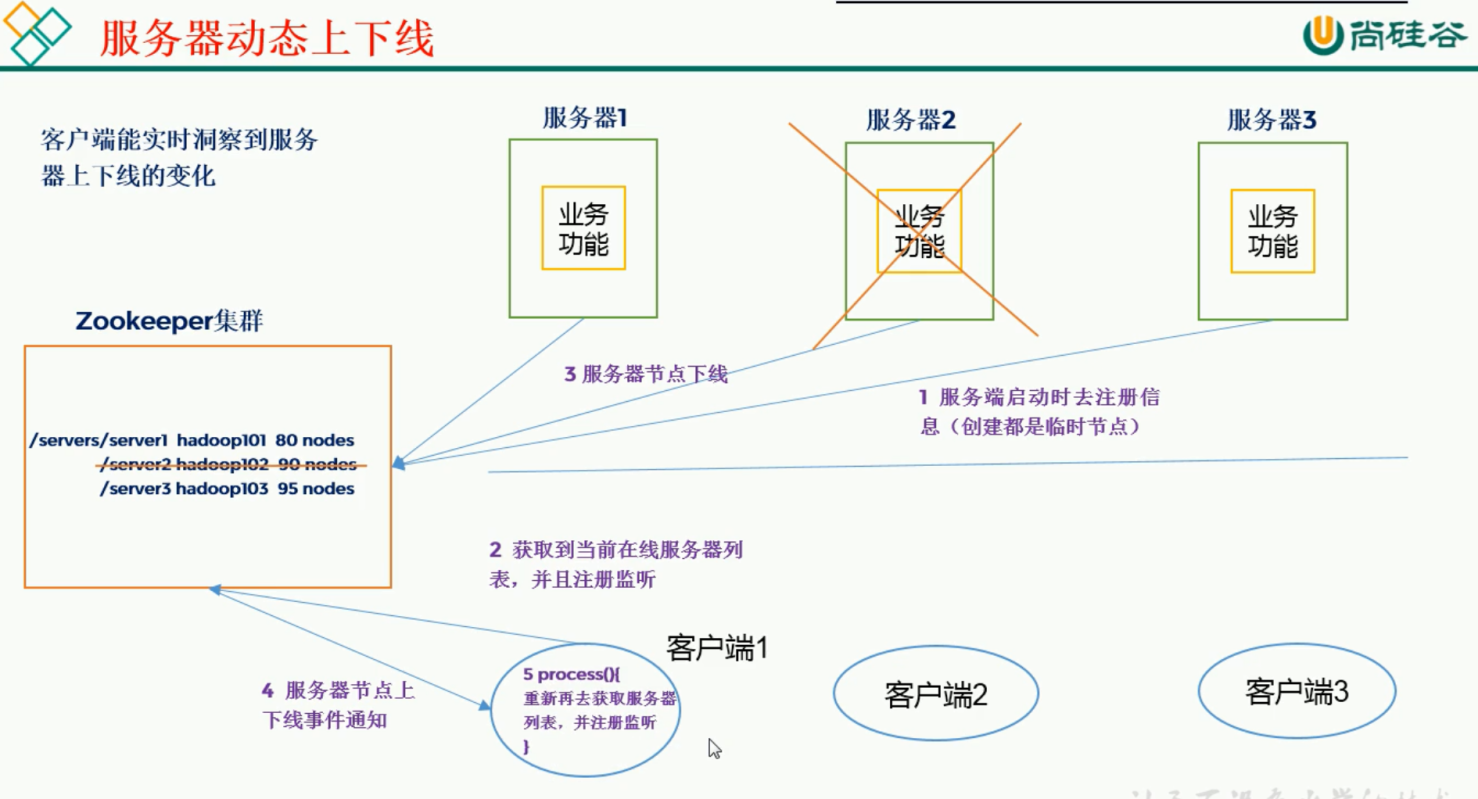 服务器动态上下线
尚硅谷
客户端能实时洞察到服务
器上下线的变化
服务器1
服务器2
服务器3
业务
功能
业务
功能
业务
功能
Zookeeper集群
/servers/server1 hadoop101 80 nodes
/server2 hadoop102 90 nodes
/server3 hadoop103 95 nodes
3 服务器节点下线
1 服务端启动时去注册信
息（创建都是临时节点）
2 获取到当前在线服务器列
表，并且注册监听
4 服务器节点上
下线事件通知
客户端1
5 process(){
重新再去获取服务器
列表，并注册监听
}
客户端2
客户端3